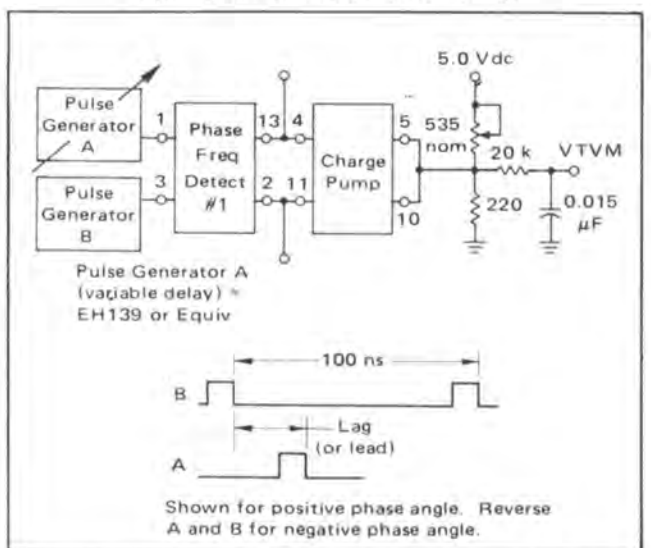 5.0 Vdc
Pulse
Generator
A
1
Phase
Freq
Detect
#1
13
4
Charge
Pump
5
535
nom
20 k
VTVM
Pulse
Generator
B
3
2
11
10
220
0.015
µF
Pulse Generator A
(variable delay) ≈
EH139 or Equiv
100 ns
B
Lag
(or lead)
A
Shown for positive phase angle. Reverse
A and B for negative phase angle.